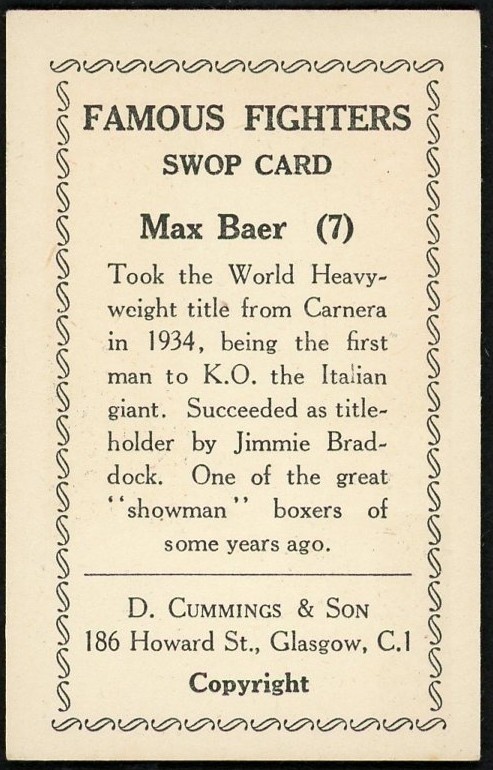 FAMOUS FIGHTERS
SWOP CARD
Max Baer (7)
Took the World Heavy-
weight title from Carnera
in 1934, being the first
man to K.O. the Italian
giant. Succeeded as title-
holder by Jimmie Brad-
dock. One of the great
"showman" boxers of
some years ago.
D. CUMMINGS & SON
186 Howard St., Glasgow, C.1
Copyright